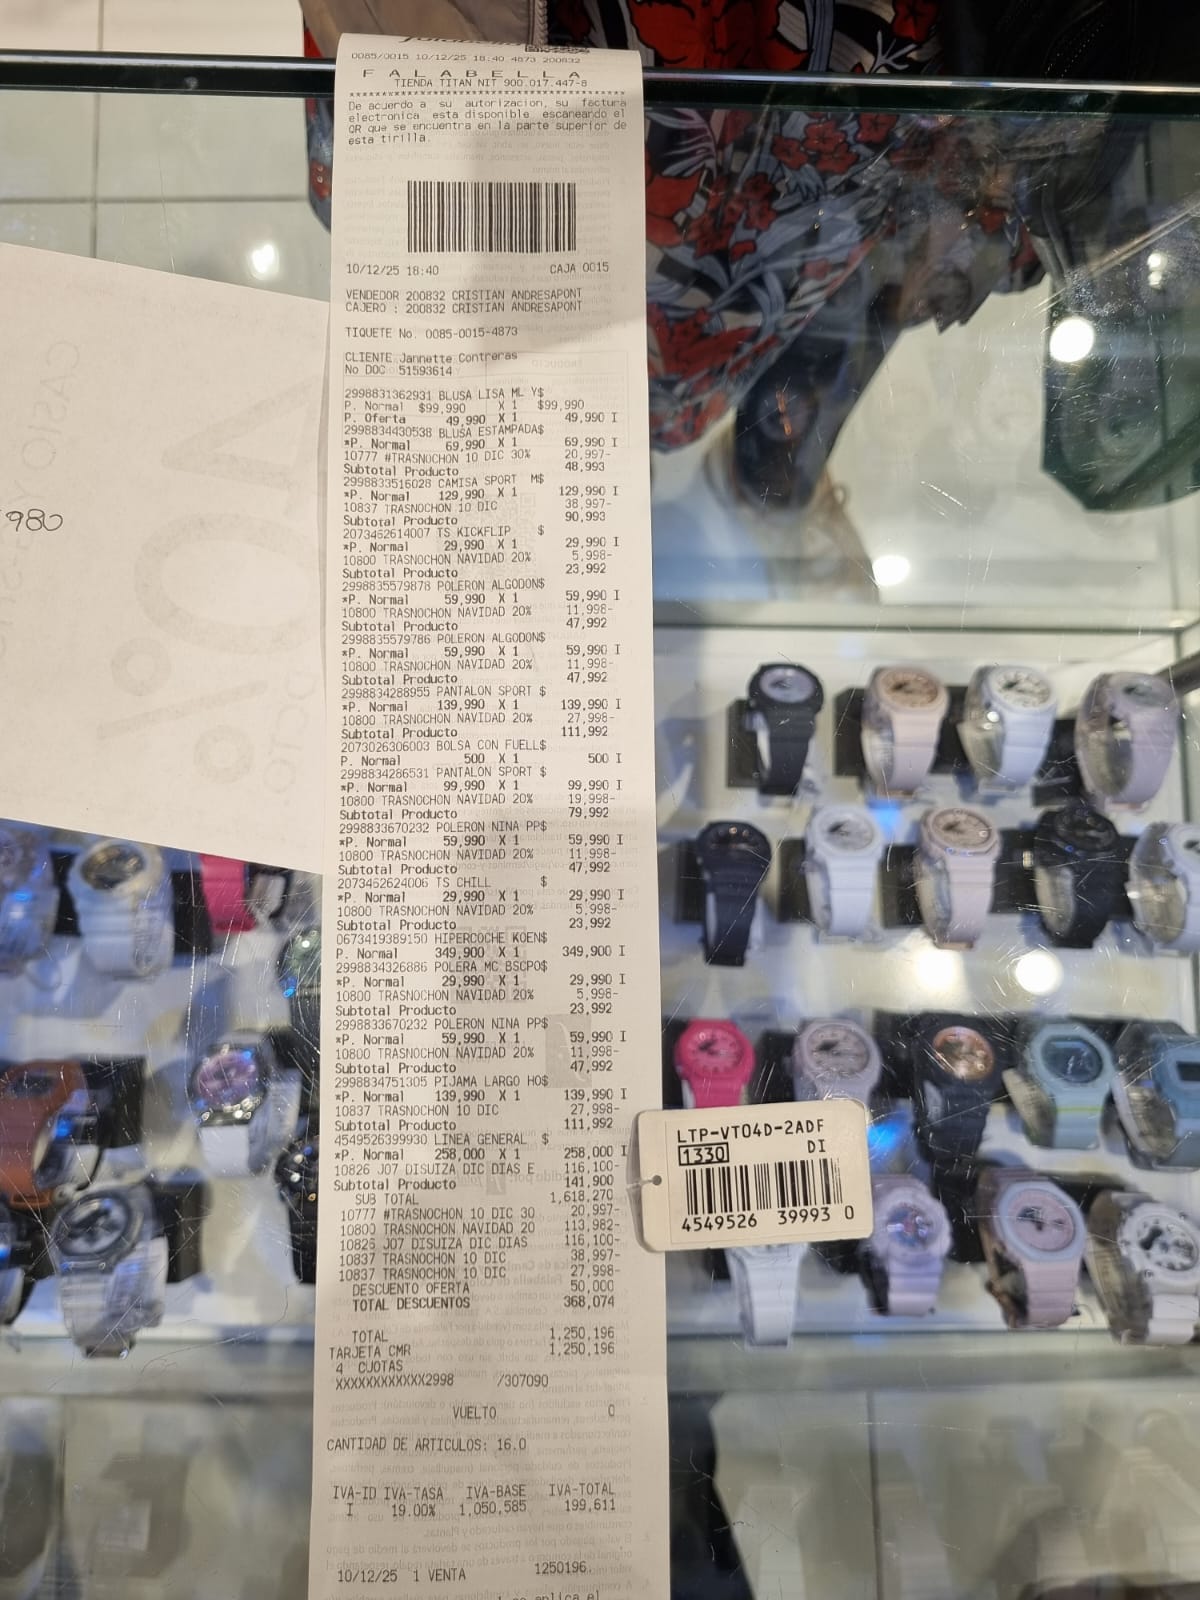 0085/0015 10/12/25 18:40 4873 200832
FALABELLA
TIENDA TITAN NIT 900.017.447-8
****************************************
De acuerdo a su autorizacion, su factura
electronica esta disponible escaneando el
QR que se encuentra en la parte superior de
esta tirilla.
10/12/25 18:40 CAJA 0015
VENDEDOR 200832 CRISTIAN ANDRESAPONT
CAJERO : 200832 CRISTIAN ANDRESAPONT
TIQUETE No. 0085-0015-4873
CLIENTE Jannette Contreras
No DOC 51593614
2998831362931 BLUSA LISA ML Y$
P. Normal $99,990 X 1 $99,990
P. Oferta 49,990 X 1 49,990 I
2998834430538 BLUSA ESTAMPADA$
*P. Normal 69,990 X 1 69,990 I
10777 #TRASNOCHON 10 DIC 30% 20,997-
Subtotal Producto 48,993
2998833516028 CAMISA SPORT M$
*P. Normal 129,990 X 1 129,990 I
10837 TRASNOCHON 10 DIC 38,997-
Subtotal Producto 90,993
2073462614007 TS KICKFLIP $
*P. Normal 29,990 X 1 29,990 I
10800 TRASNOCHON NAVIDAD 20% 5,998-
Subtotal Producto 23,992
2998835579878 POLERON ALGODON$
*P. Normal 59,990 X 1 59,990 I
10800 TRASNOCHON NAVIDAD 20% 11,998-
Subtotal Producto 47,992
2998835579786 POLERON ALGODON$
*P. Normal 59,990 X 1 59,990 I
10800 TRASNOCHON NAVIDAD 20% 11,998-
Subtotal Producto 47,992
2998834288955 PANTALON SPORT $
*P. Normal 139,990 X 1 139,990 I
10800 TRASNOCHON NAVIDAD 20% 27,998-
Subtotal Producto 111,992
2073026306003 BOLSA CON FUELL$
P. Normal 500 X 1 500 I
2998834286531 PANTALON SPORT $
*P. Normal 99,990 X 1 99,990 I
10800 TRASNOCHON NAVIDAD 20% 19,998-
Subtotal Producto 79,992
2998833670232 POLERON NINA PP$
*P. Normal 59,990 X 1 59,990 I
10800 TRASNOCHON NAVIDAD 20% 11,998-
Subtotal Producto 47,992
2073462624006 TS CHILL $
*P. Normal 29,990 X 1 29,990 I
10800 TRASNOCHON NAVIDAD 20% 5,998-
Subtotal Producto 23,992
0673419389150 HIPERCOCHE KOEN$
P. Normal 349,900 X 1 349,900 I
2998834326886 POLERA MC BSCPO$
*P. Normal 29,990 X 1 29,990 I
10800 TRASNOCHON NAVIDAD 20% 5,998-
Subtotal Producto 23,992
2998833670232 POLERON NINA PP$
*P. Normal 59,990 X 1 59,990 I
10800 TRASNOCHON NAVIDAD 20% 11,998-
Subtotal Producto 47,992
2998834751305 PIJAMA LARGO HO$
*P. Normal 139,990 X 1 139,990 I
10837 TRASNOCHON 10 DIC 27,998-
Subtotal Producto 111,992
4549526399930 LINEA GENERAL $
*P. Normal 258,000 X 1 258,000 I
10826 J07 DISUIZA DIC DIAS E 116,100-
Subtotal Producto 141,900
SUB TOTAL 1,618,270
10777 #TRASNOCHON 10 DIC 30 20,997-
10800 TRASNOCHON NAVIDAD 20 113,982-
10826 J07 DISUIZA DIC DIAS 116,100-
10837 TRASNOCHON 10 DIC 38,997-
10837 TRASNOCHON 10 DIC 27,998-
DESCUENTO OFERTA 50,000
TOTAL DESCUENTOS 368,074
TOTAL 1,250,196
TARJETA CMR 1,250,196
4 CUOTAS
XXXXXXXXXXXX2998 /307090
VUELTO 0
CANTIDAD DE ARTICULOS: 16.0
IVA-ID IVA-TASA IVA-BASE IVA-TOTAL
I 19.00% 1,050,585 199,611
10/12/25 1 VENTA 1250196
980
LTP-VT04D-2ADF
1330 DI
4549526 39993 0